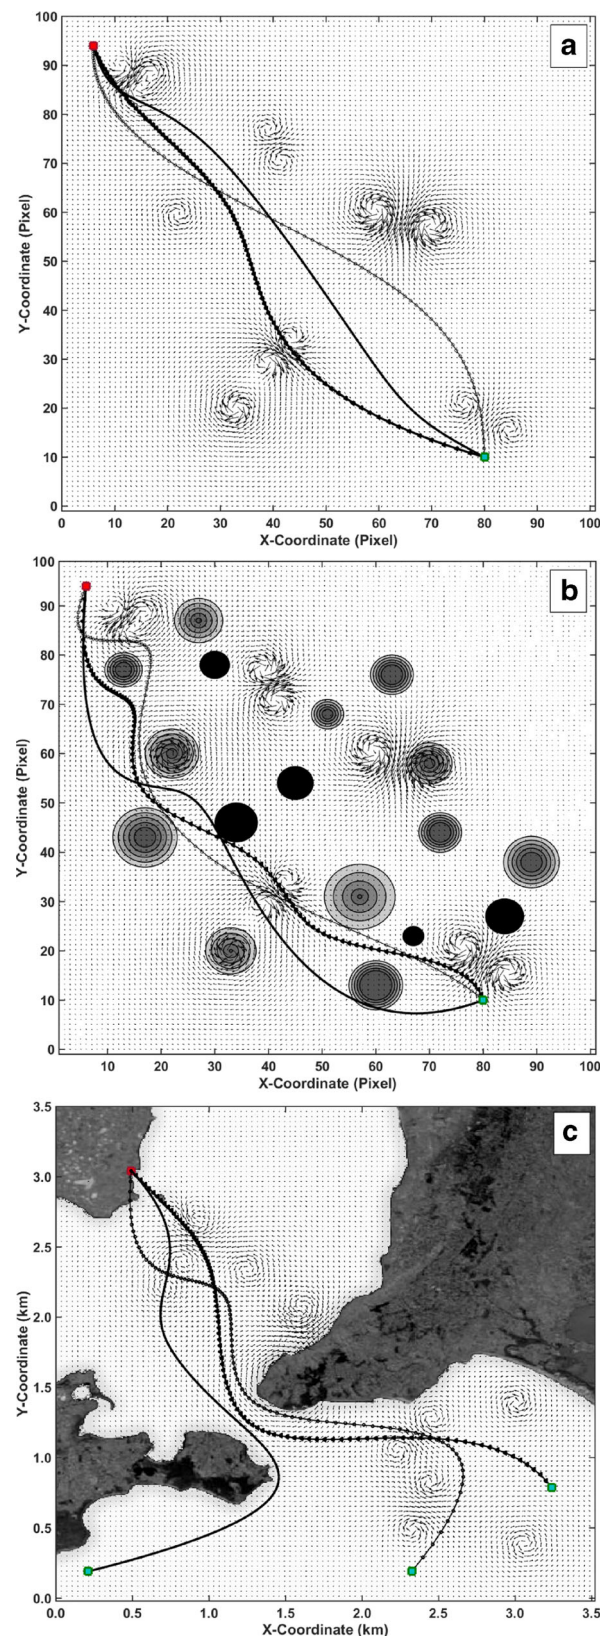 a
100
90
80
70
60
50
40
30
20
10
0
Y-Coordinate (Pixel)
0 10 20 30 40 50 60 70 80 90 100
X-Coordinate (Pixel)
b
100
90
80
70
60
50
40
30
20
10
0
Y-Coordinate (Pixel)
10 20 30 40 50 60 70 80 90 100
X-Coordinate (Pixel)
c
3.5
3.0
2.5
2.0
1.5
1.0
0.5
0.0
Y-Coordinate (km)
0.0 0.5 1.0 1.5 2.0 2.5 3.0 3.5
X-Coordinate (km)